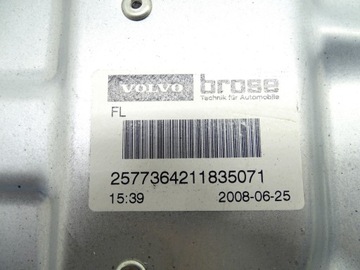 VOLVO brose
Technik für Automobile
FL
2577364211835071
15:39 2008-06-25